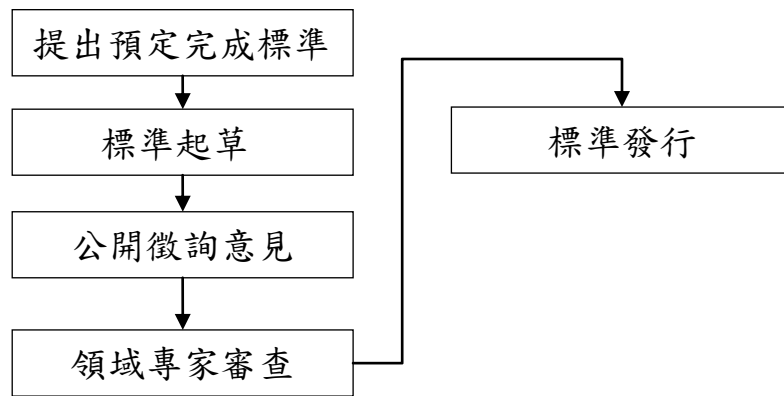 提出預定完成標準
標準起草
公開徵詢意見
領域專家審查
標準發行